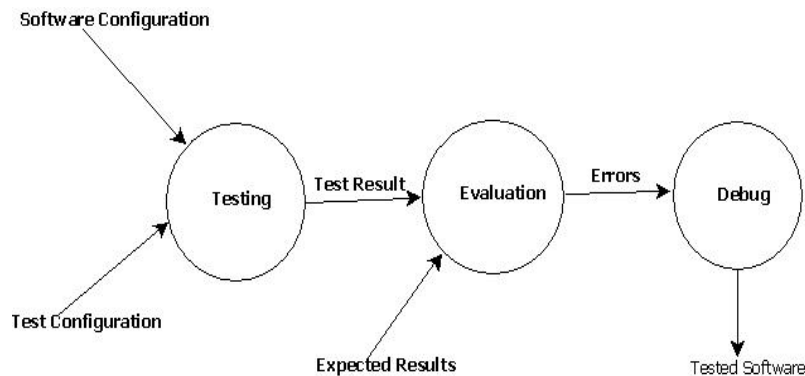 Software Configuration
Testing
Test Result
Evaluation
Errors
Debug
Test Configuration
Expected Results
Tested Software